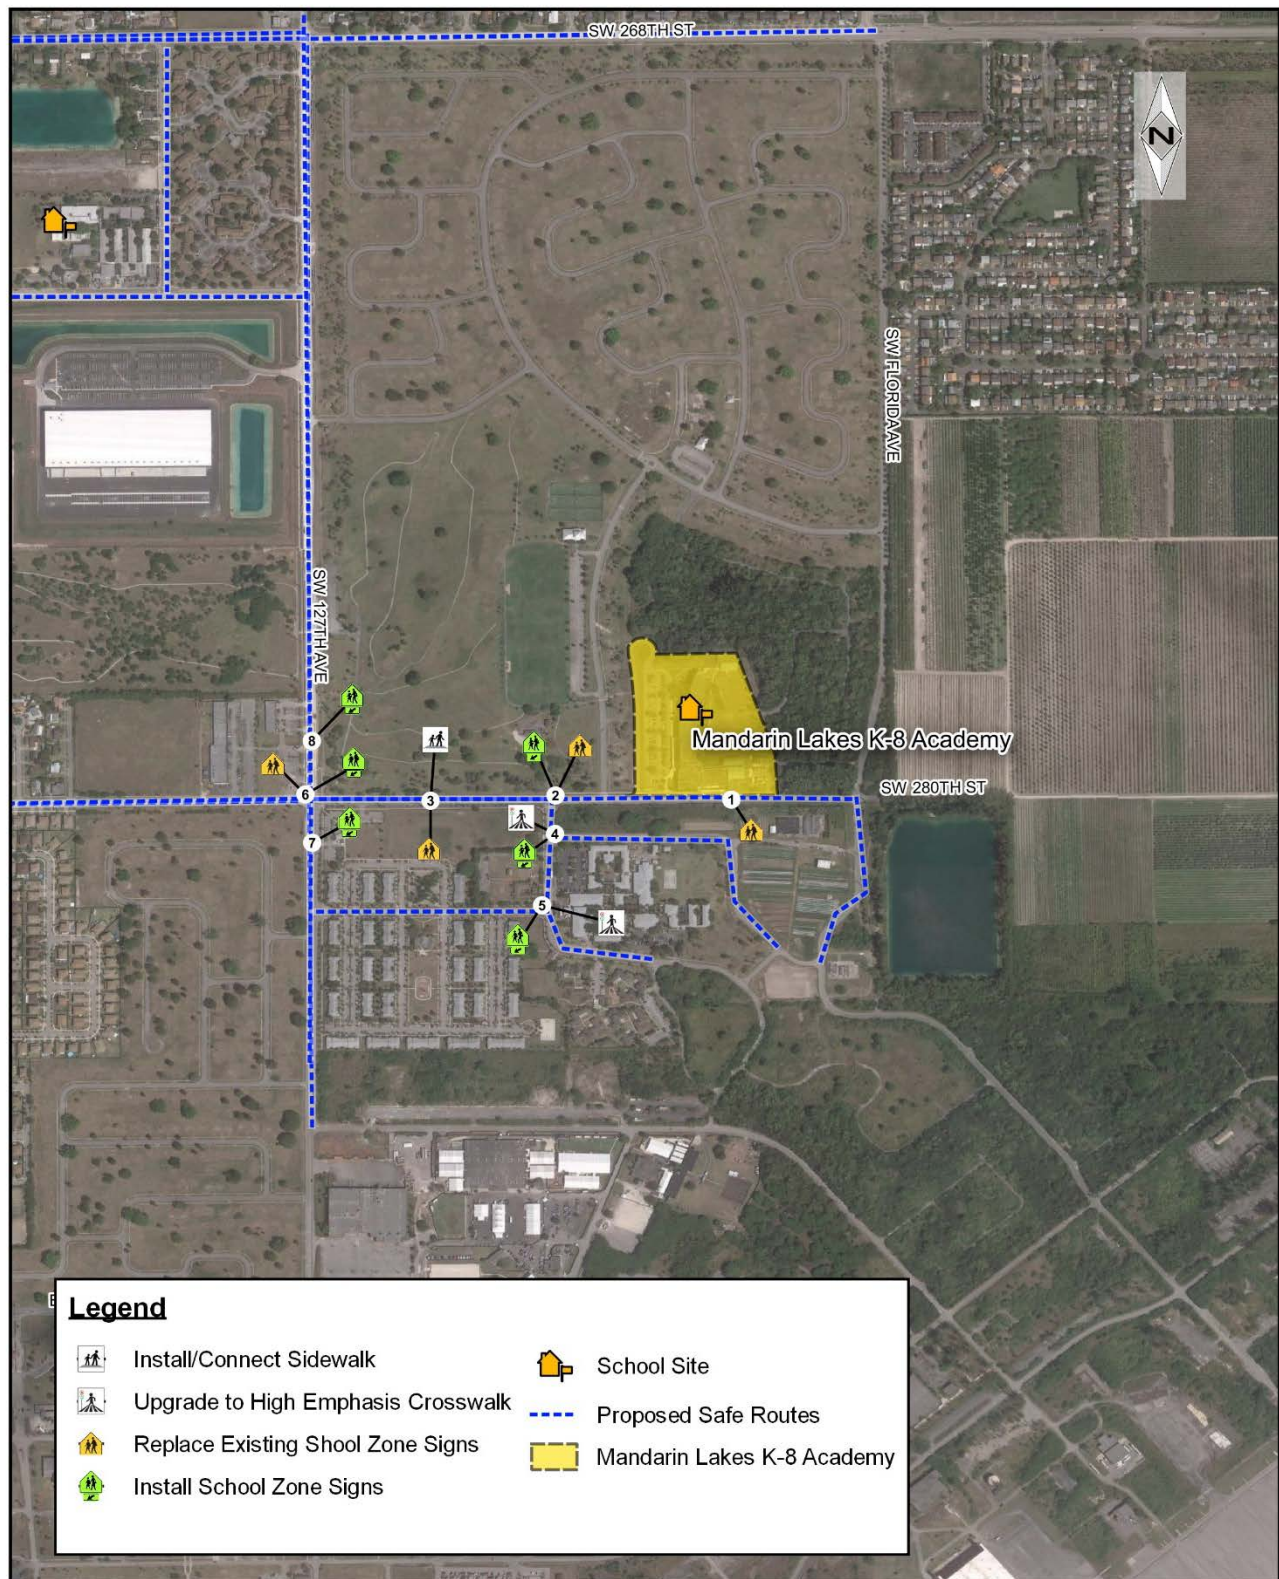 SW 268TH ST
N
SW FLORIDA AVE
SW 127TH AVE
Mandarin Lakes K-8 Academy
SW 280TH ST
8
6
3
2
1
7
4
5
Legend
Install/Connect Sidewalk
Upgrade to High Emphasis Crosswalk
Replace Existing Shool Zone Signs
Install School Zone Signs
School Site
Proposed Safe Routes
Mandarin Lakes K-8 Academy